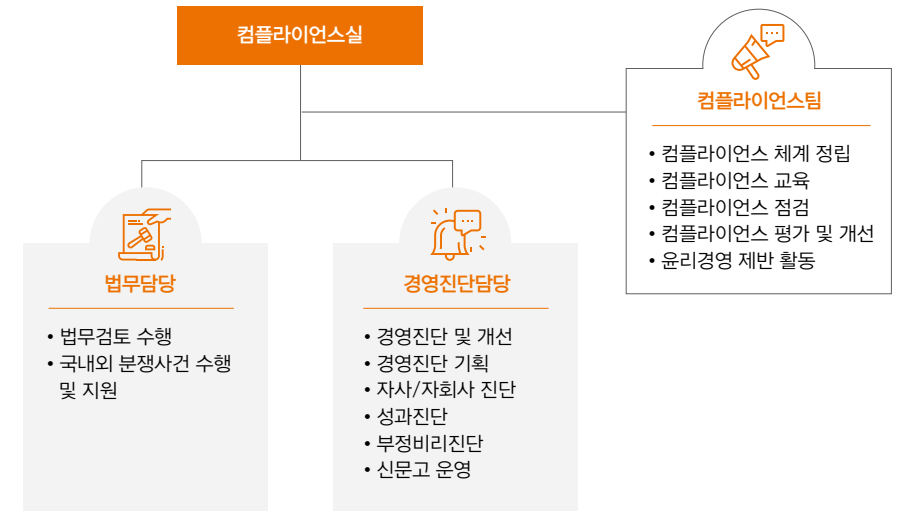 컴플라이언스실
컴플라이언스팀
• 컴플라이언스 체계 정립
• 컴플라이언스 교육
• 컴플라이언스 점검
• 컴플라이언스 평가 및 개선
• 윤리경영 제반 활동
법무담당
• 법무검토 수행
• 국내외 분쟁사건 수행
및 지원
경영진단담당
• 경영진단 및 개선
• 경영진단 기획
• 자사/자회사 진단
• 성과진단
• 부정비리진단
• 신문고 운영